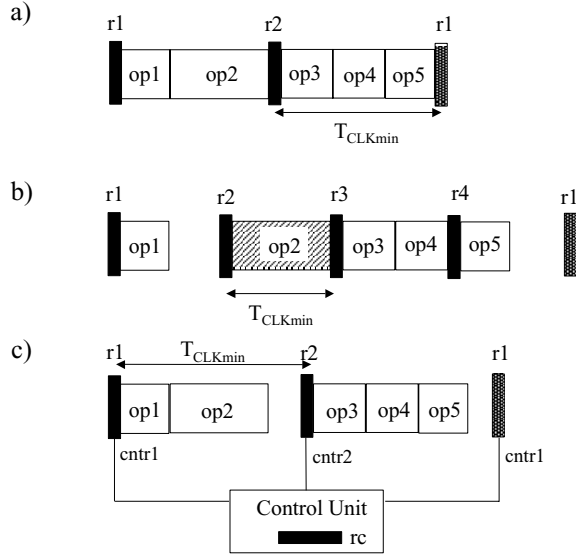 a)
r1 r2 r1
op1 op2 op3 op4 op5
TCLKmin
b)
r1 r2 r3 r4 r1
op1 op2 op3 op4 op5
TCLKmin
c)
r1 TCLKmin r2 r1
op1 op2 op3 op4 op5
cntr1 cntr2 cntr1
Control Unit
rc